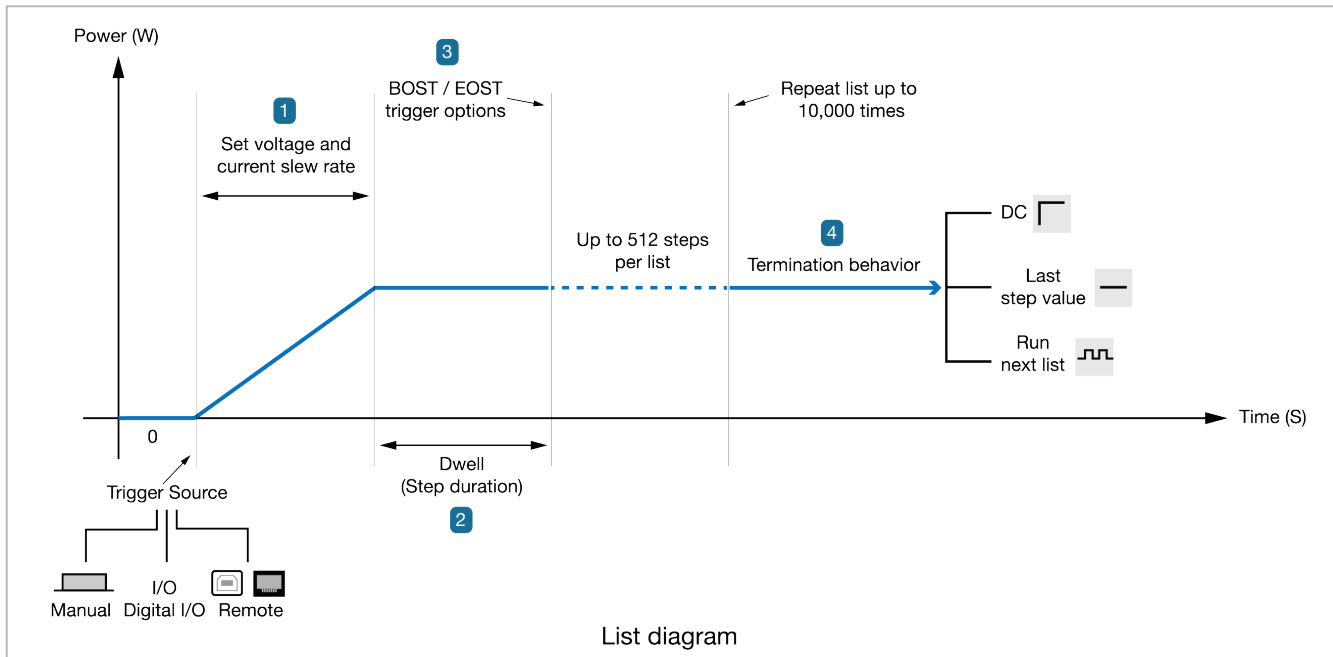 Power (W)
3
BOST / EOST
trigger options
Repeat list up to
10,000 times
1
Set voltage and
current slew rate
DC
4
Up to 512 steps
per list
Termination behavior
Last
step value
Run
next list
Time (S)
0
Dwell
(Step duration)
2
Trigger Source
I/O
Manual
Digital I/O
Remote
List diagram